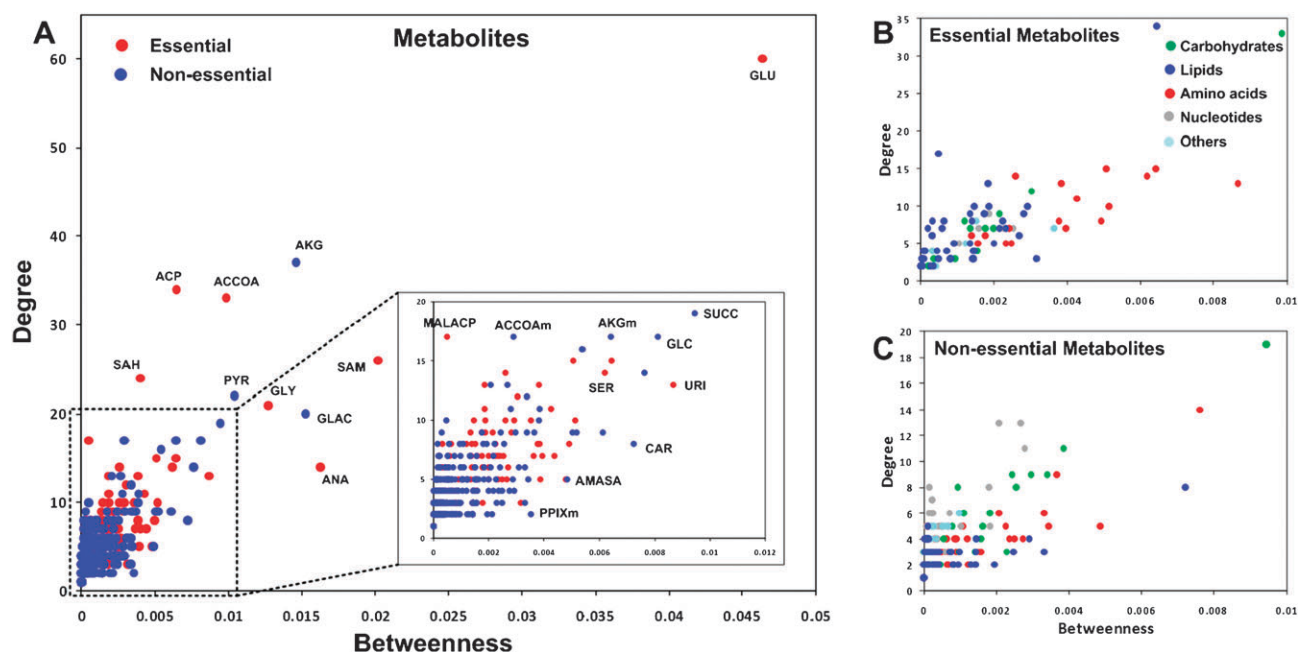 A
Metabolites
Essential
Non-essential
Degree
60
50
40
30
20
10
0
GLU
AKG
ACP
ACCOA
SAH
PYR
GLY
SAM
GLAC
ANA
0
0.005
0.01
0.015
0.02
0.025
0.03
0.035
0.04
0.045
0.05
Betweenness
20
15
10
5
0
MALACP
ACCOAm
AKGm
SUCC
GLC
SER
URI
CAR
AMASA
PPIXm
0
0.002
0.004
0.006
0.008
0.01
0.012
B
Essential Metabolites
Carbohydrates
Lipids
Amino acids
Nucleotides
Others
Degree
35
30
25
20
15
10
5
0
0
0.002
0.004
0.006
0.008
0.01
C
Non-essential Metabolites
Degree
20
18
16
14
12
10
8
6
4
2
0
0
0.002
0.004
0.006
0.008
0.01
Betweenness